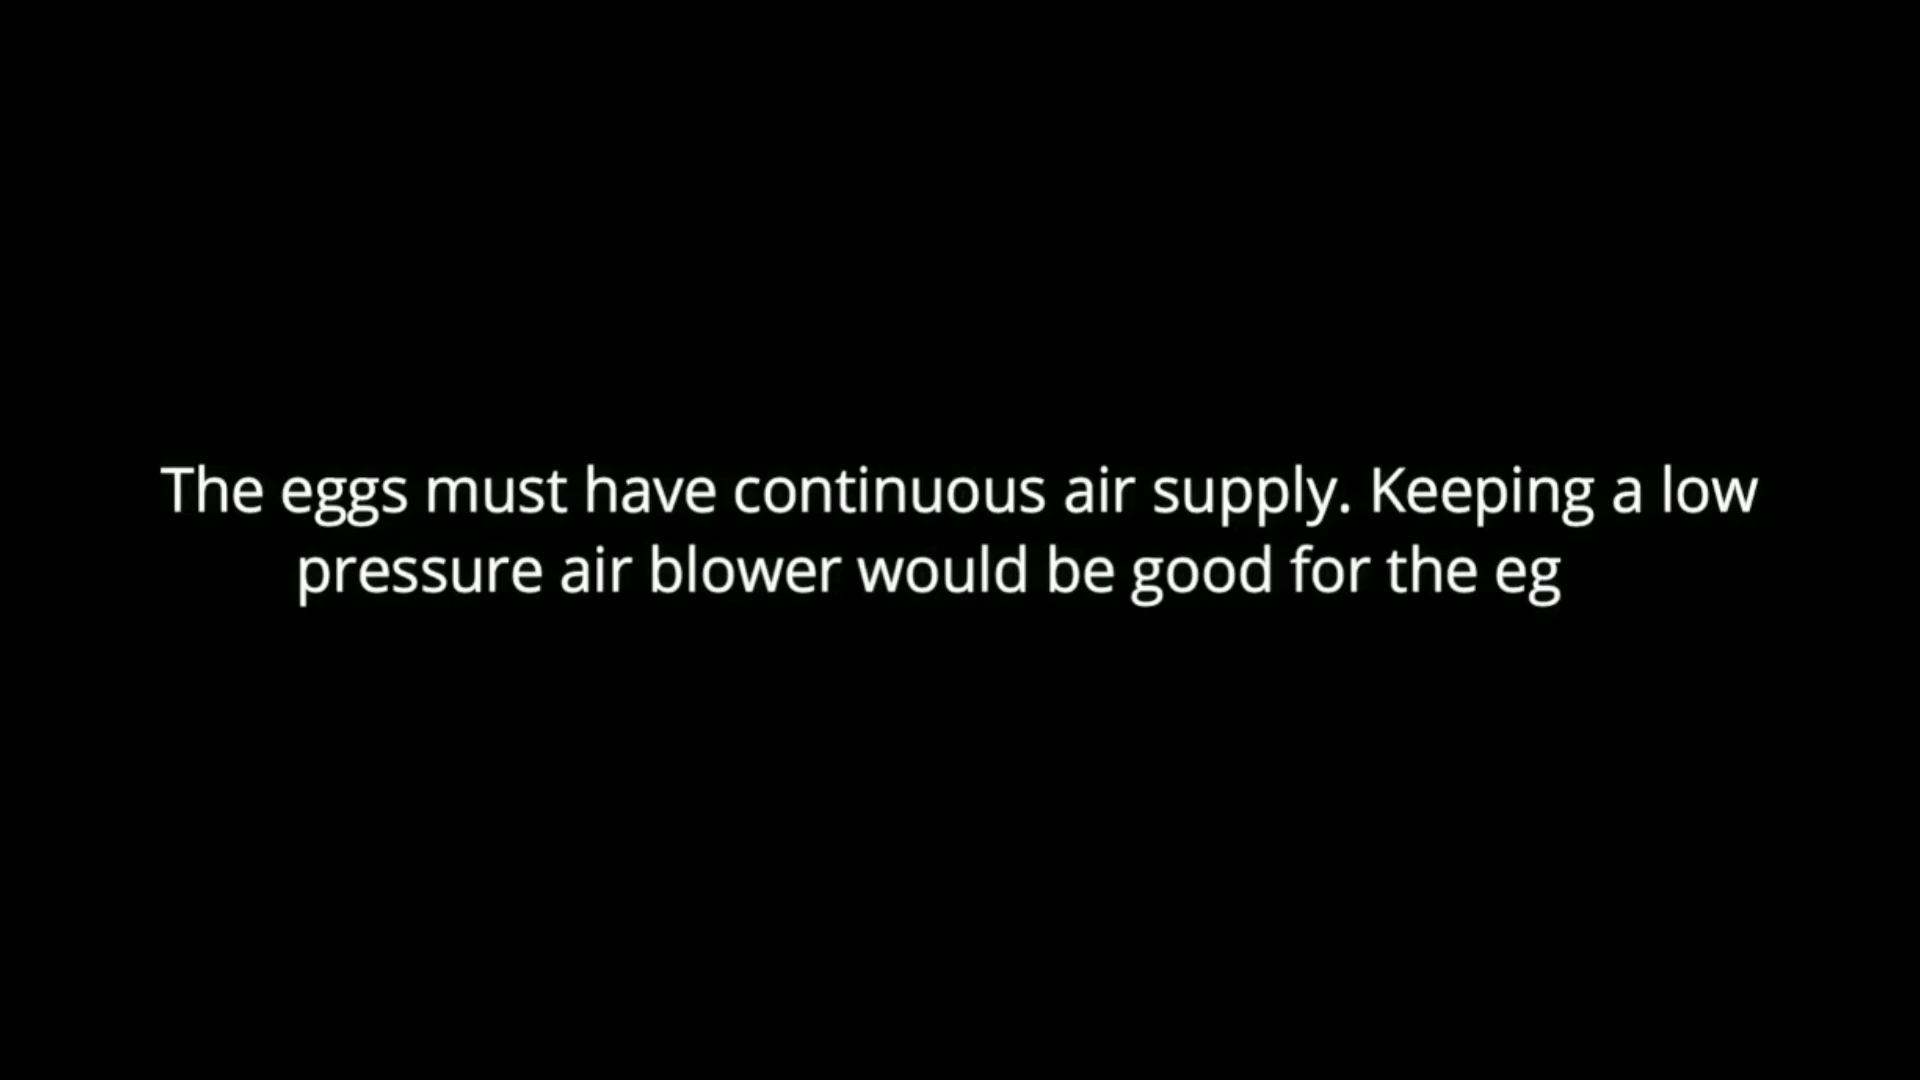 The eggs must have continuous air supply. Keeping a low
pressure air blower would be good for the eg